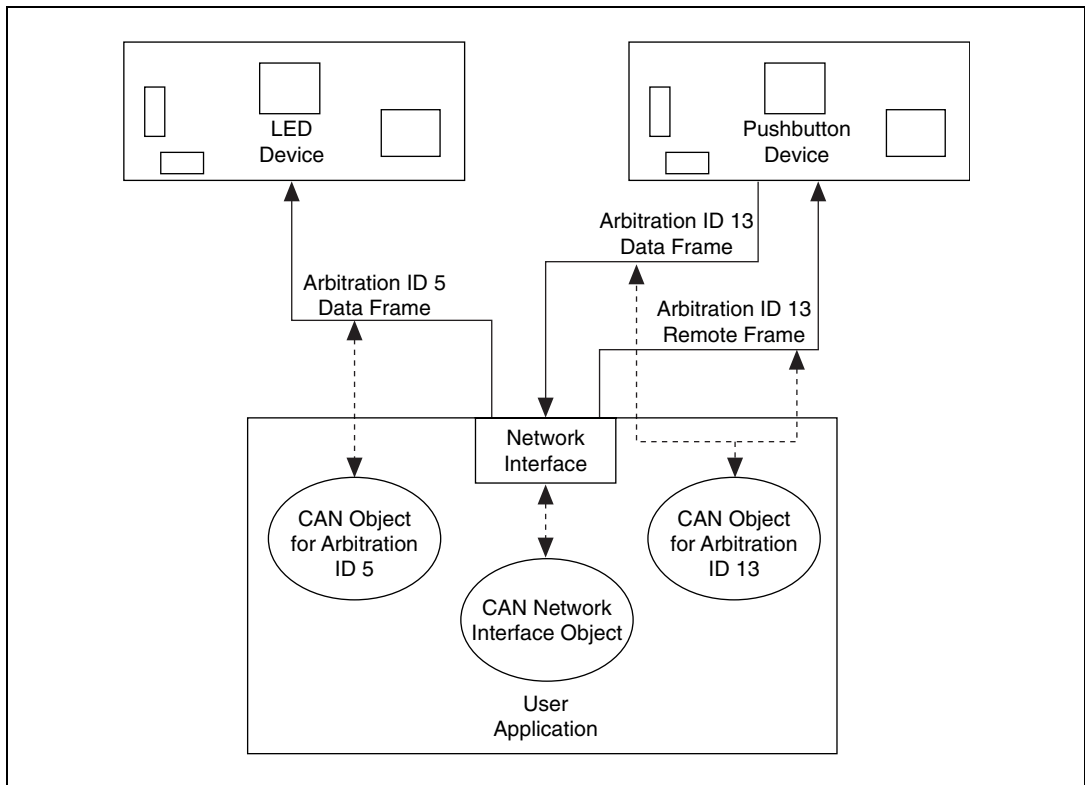 LED
Device
Pushbutton
Device
Arbitration ID 13
Data Frame
Arbitration ID 5
Data Frame
Arbitration ID 13
Remote Frame
Network
Interface
CAN Object
for Arbitration
ID 5
CAN Object
for Arbitration
ID 13
CAN Network
Interface Object
User
Application